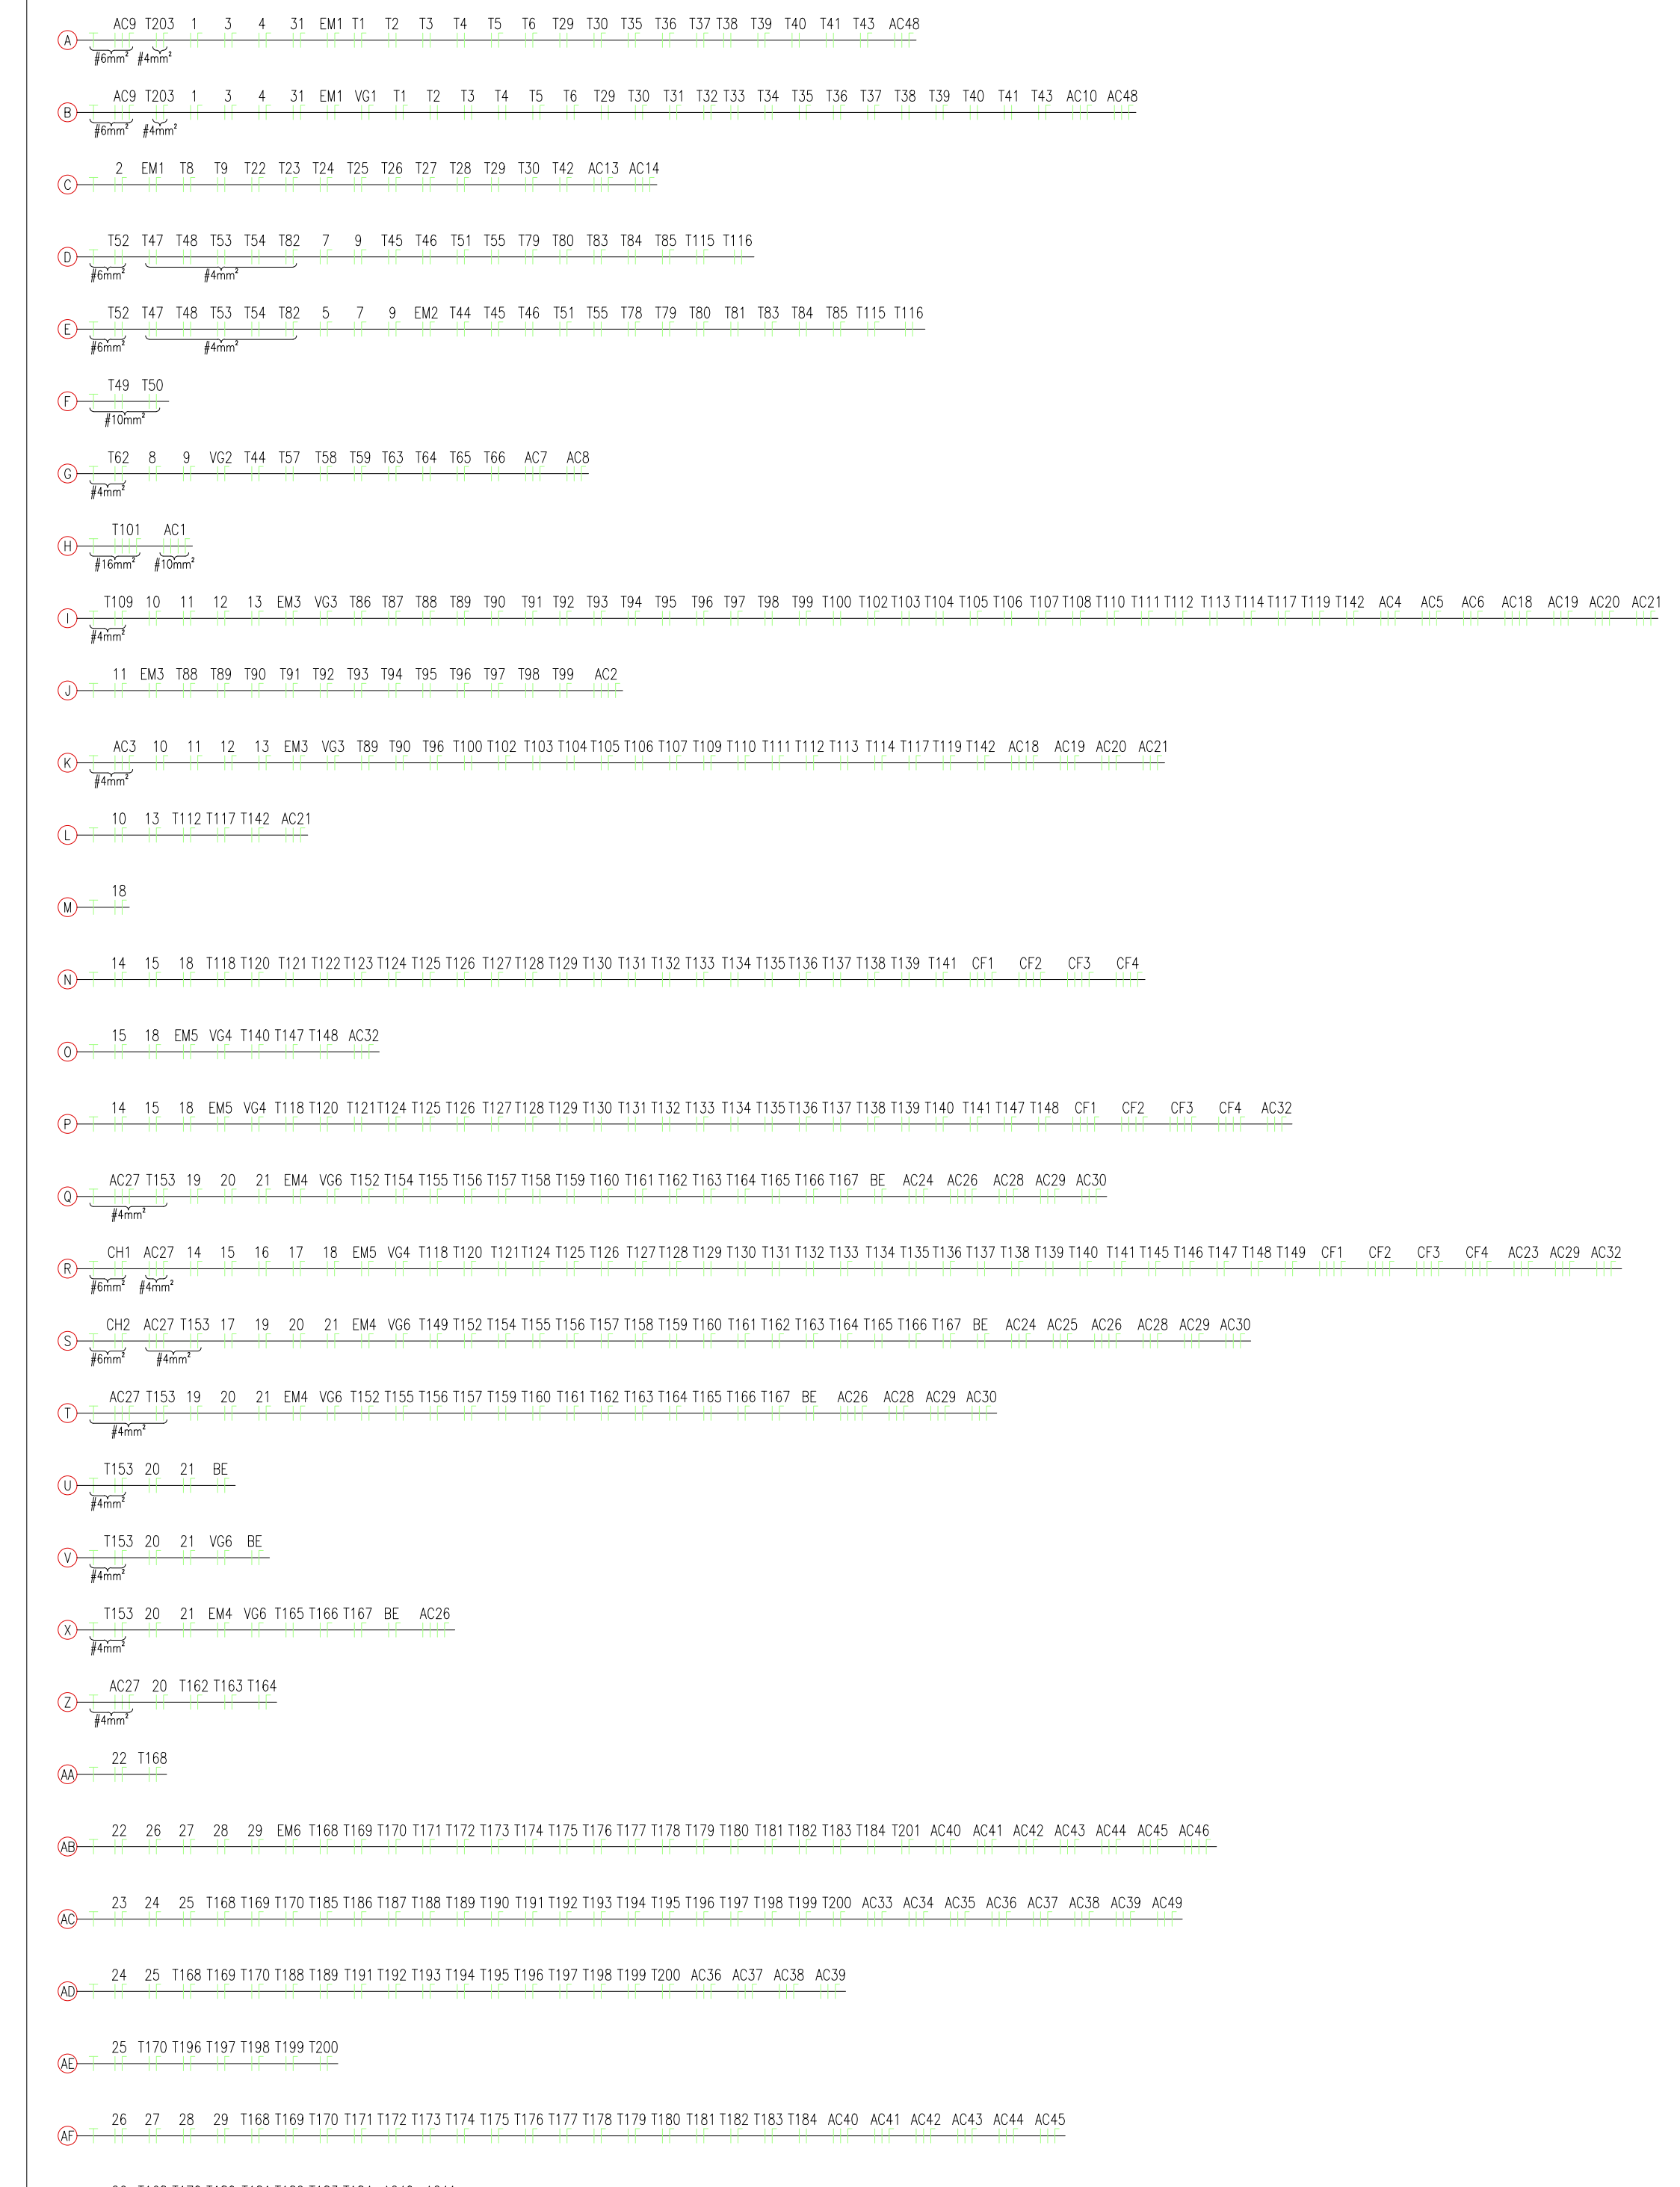 AC9 T203 1 3 4 31 EM1 T1 T2 T3 T4 T5 T6 T29 T30 T35 T36 T37 T38 T39 T40 T41 T43 AC48
A
#6mm² #4mm²
AC9 T203 1 3 4 31 EM1 VG1 T1 T2 T3 T4 T5 T6 T29 T30 T31 T32 T33 T34 T35 T36 T37 T38 T39 T40 T41 T43 AC10 AC48
B
#6mm² #4mm²
2 EM1 T8 T9 T22 T23 T24 T25 T26 T27 T28 T29 T30 T42 AC13 AC14
C
T52 T47 T48 T53 T54 T82 7 9 T45 T46 T51 T55 T79 T80 T83 T84 T85 T115 T116
D
#6mm² #4mm²
T52 T47 T48 T53 T54 T82 5 7 9 EM2 T44 T45 T46 T51 T55 T78 T79 T80 T81 T83 T84 T85 T115 T116
E
#6mm² #4mm²
T49 T50
F
#10mm²
T62 8 9 VG2 T44 T57 T58 T59 T63 T64 T65 T66 AC7 AC8
G
#4mm²
T101 AC1
H
#16mm² #10mm²
T109 10 11 12 13 EM3 VG3 T86 T87 T88 T89 T90 T91 T92 T93 T94 T95 T96 T97 T98 T99 T100 T102 T103 T104 T105 T106 T107 T108 T110 T111 T112 T113 T114 T117 T119 T142 AC4 AC5 AC6 AC18 AC19 AC20 AC21
I
#4mm²
11 EM3 T88 T89 T90 T91 T92 T93 T94 T95 T96 T97 T98 T99 AC2
J
AC3 10 11 12 13 EM3 VG3 T89 T90 T96 T100 T102 T103 T104 T105 T106 T107 T109 T110 T111 T112 T113 T114 T117 T119 T142 AC18 AC19 AC20 AC21
K
#4mm²
10 13 T112 T117 T142 AC21
L
18
M
14 15 18 T118 T120 T121 T122 T123 T124 T125 T126 T127 T128 T129 T130 T131 T132 T133 T134 T135 T136 T137 T138 T139 T141 CF1 CF2 CF3 CF4
N
15 18 EM5 VG4 T140 T147 T148 AC32
O
14 15 18 EM5 VG4 T118 T120 T121 T124 T125 T126 T127 T128 T129 T130 T131 T132 T133 T134 T135 T136 T137 T138 T139 T140 T141 T147 T148 CF1 CF2 CF3 CF4 AC32
P
AC27 T153 19 20 21 EM4 VG6 T152 T154 T155 T156 T157 T158 T159 T160 T161 T162 T163 T164 T165 T166 T167 BE AC24 AC26 AC28 AC29 AC30
Q
#4mm²
CH1 AC27 14 15 16 17 18 EM5 VG4 T118 T120 T121 T124 T125 T126 T127 T128 T129 T130 T131 T132 T133 T134 T135 T136 T137 T138 T139 T140 T141 T145 T146 T147 T148 T149 CF1 CF2 CF3 CF4 AC23 AC29 AC32
R
#6mm² #4mm²
CH2 AC27 T153 17 19 20 21 EM4 VG6 T149 T152 T154 T155 T156 T157 T158 T159 T160 T161 T162 T163 T164 T165 T166 T167 BE AC24 AC25 AC26 AC28 AC29 AC30
S
#6mm² #4mm²
AC27 T153 19 20 21 EM4 VG6 T152 T155 T156 T157 T159 T160 T161 T162 T163 T164 T165 T166 T167 BE AC26 AC28 AC29 AC30
T
#4mm²
T153 20 21 BE
U
#4mm²
T153 20 21 VG6 BE
V
#4mm²
T153 20 21 EM4 VG6 T165 T166 T167 BE AC26
X
#4mm²
AC27 20 T162 T163 T164
Z
#4mm²
22 T168
AA
22 26 27 28 29 EM6 T168 T169 T170 T171 T172 T173 T174 T175 T176 T177 T178 T179 T180 T181 T182 T183 T184 T201 AC40 AC41 AC42 AC43 AC44 AC45 AC46
AB
23 24 25 T168 T169 T170 T185 T186 T187 T188 T189 T190 T191 T192 T193 T194 T195 T196 T197 T198 T199 T200 AC33 AC34 AC35 AC36 AC37 AC38 AC39 AC49
AC
24 25 T168 T169 T170 T188 T189 T191 T192 T193 T194 T195 T196 T197 T198 T199 T200 AC36 AC37 AC38 AC39
AD
25 T170 T196 T197 T198 T199 T200
AE
26 27 28 29 T168 T169 T170 T171 T172 T173 T174 T175 T176 T177 T178 T179 T180 T181 T182 T183 T184 AC40 AC41 AC42 AC43 AC44 AC45
AF